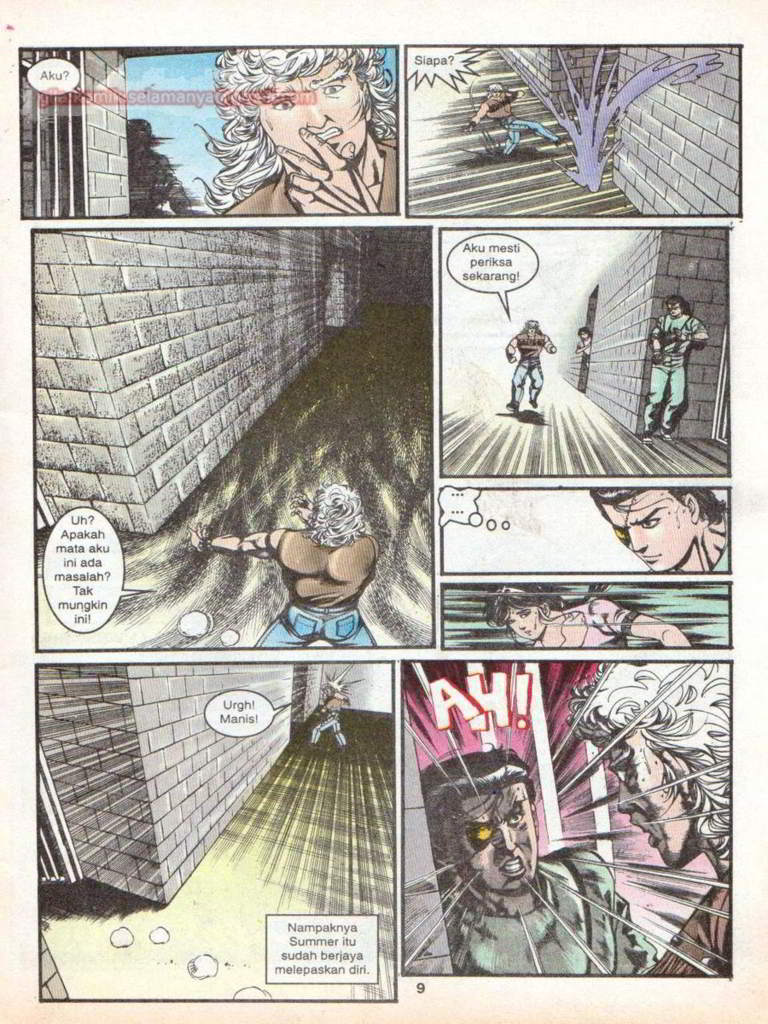 Aku?
Siapa?
Uh?
Apakah
mata aku
ini ada
masalah?
Tak
mungkin
ini!
Aku mesti
periksa
sekarang!
...
...
Urgh!
Manis!
Nampaknya
Summer itu
sudah berjaya
melepaskan diri.
AH!
9